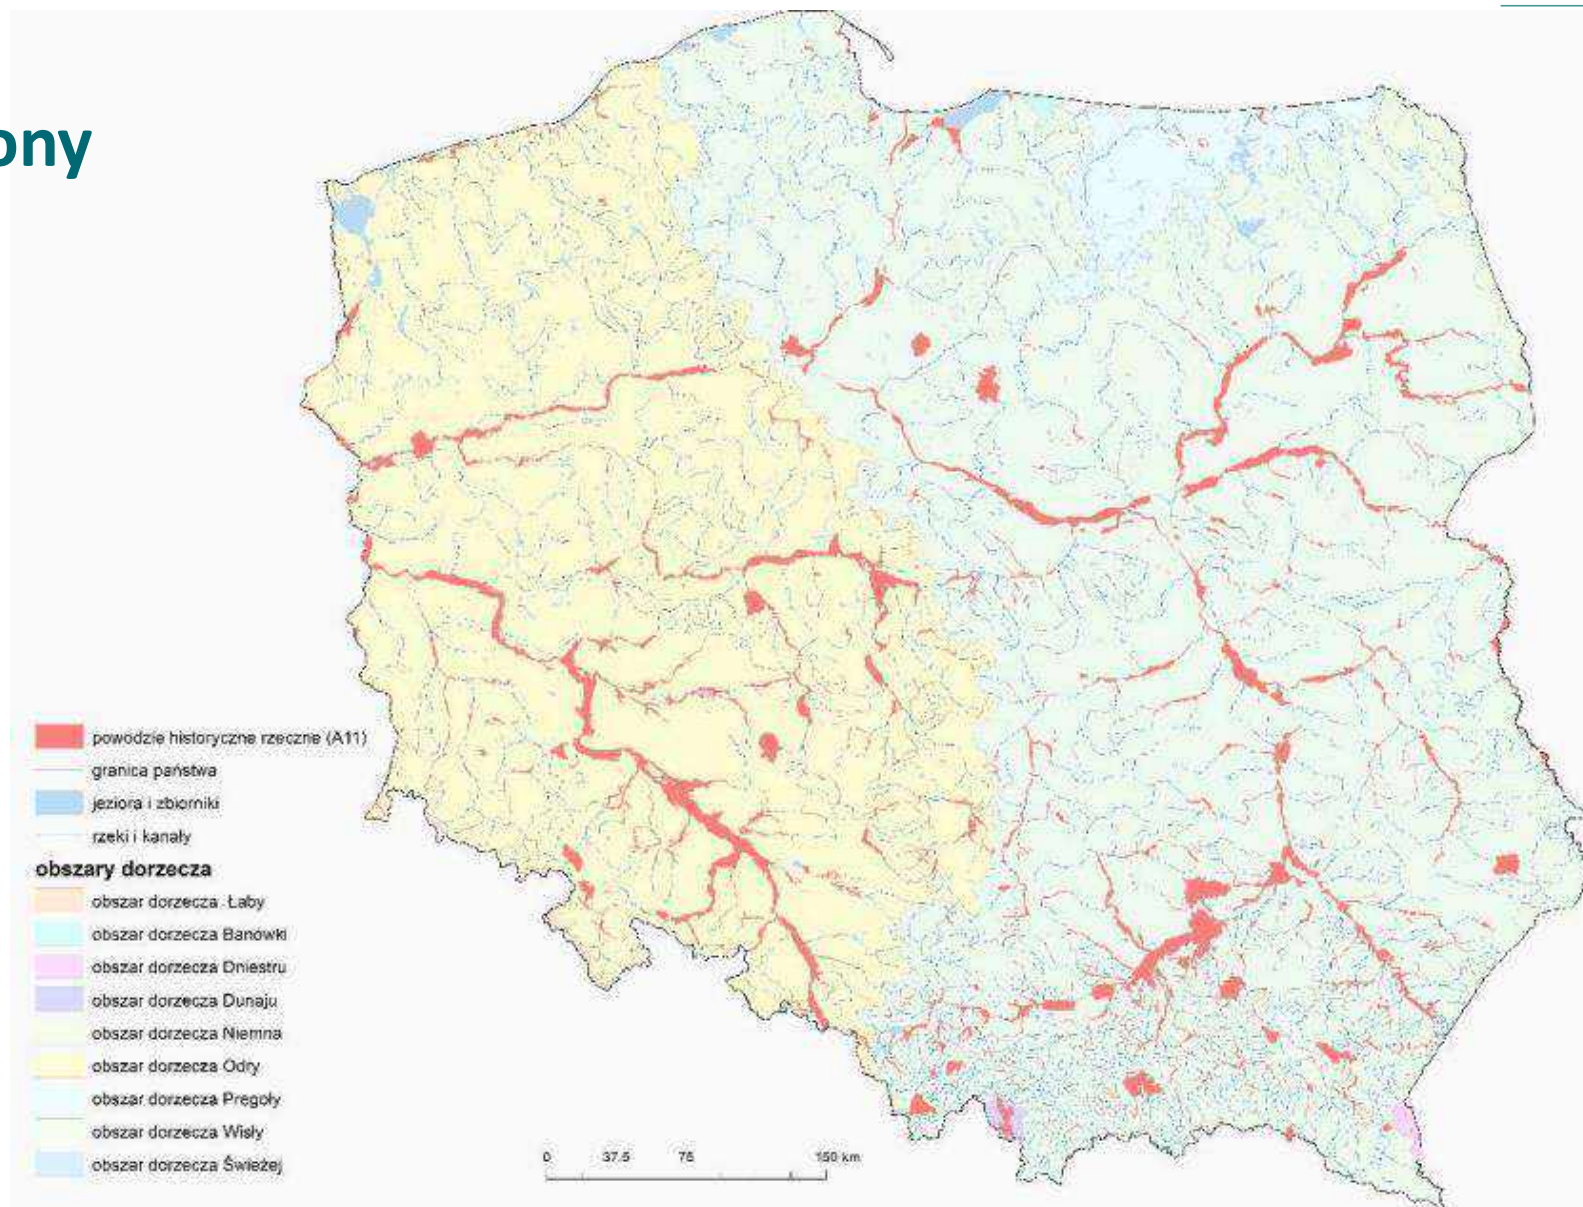 ony
powodzie historyczne rzeczne (A11)
granica państwa
jeziora i zbiorniki
rzeki i kanały
obszary dorzecza
obszar dorzecza Łaby
obszar dorzecza Banówki
obszar dorzecza Dniestru
obszar dorzecza Dunaju
obszar dorzecza Niemna
obszar dorzecza Odry
obszar dorzecza Pregoły
obszar dorzecza Wisły
obszar dorzecza Świeżej
0 37.5 75 150 km